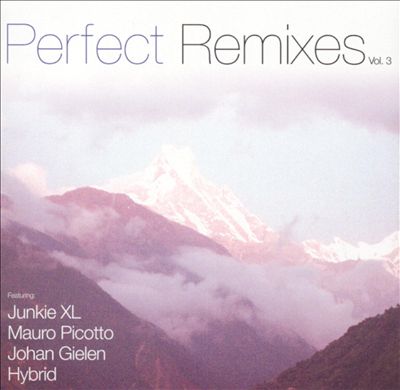 Perfect Remixes Vol. 3
Featuring:
Junkie XL
Mauro Picotto
Johan Gielen
Hybrid